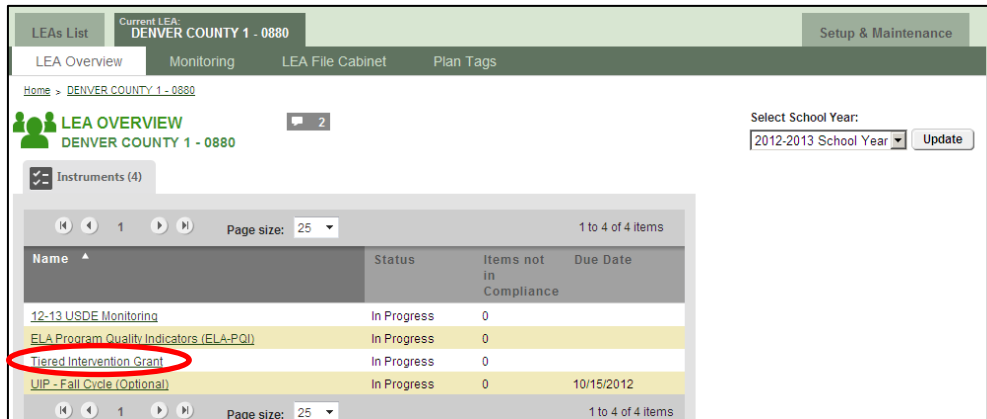 LEAs List
Current LEA:
DENVER COUNTY 1 - 0880
Setup & Maintenance
LEA Overview Monitoring LEA File Cabinet Plan Tags
Home > DENVER COUNTY 1 - 0880
LEA OVERVIEW
DENVER COUNTY 1 - 0880
2
Select School Year:
2012-2013 School Year Update
Instruments (4)
1 Page size: 25 1 to 4 of 4 items
Name Status Items not in Compliance Due Date
12-13 USDE Monitoring In Progress 0
ELA Program Quality Indicators (ELA-PQI) In Progress 0
Tiered Intervention Grant In Progress 0
UIP - Fall Cycle (Optional) In Progress 0 10/15/2012
1 Page size: 25 1 to 4 of 4 items